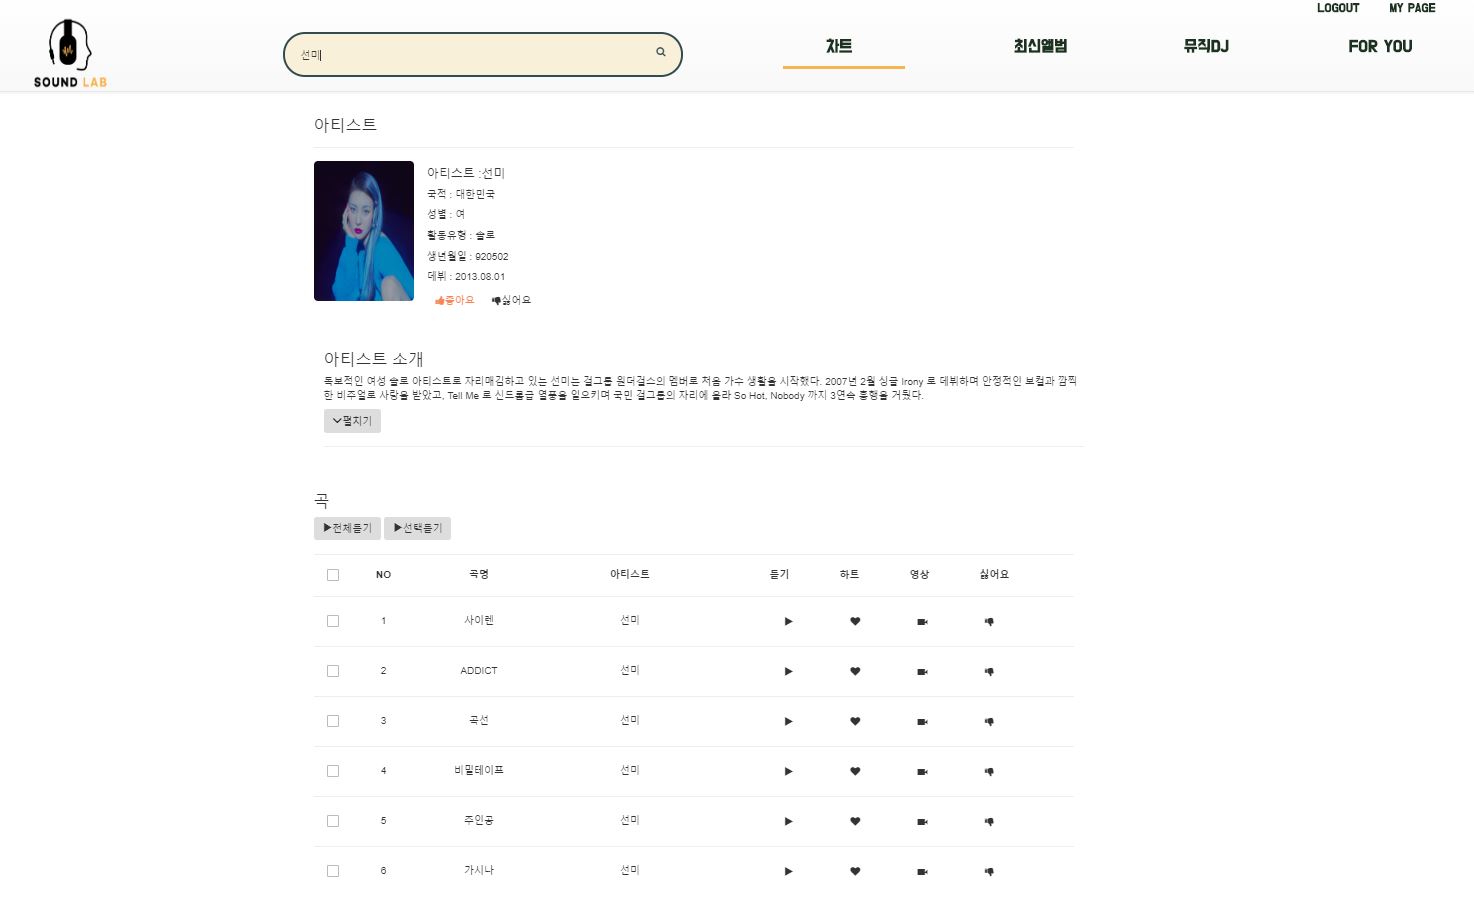 LOGOUT MY PAGE
SOUND LAB
선미
차트 최신앨범 뮤직DJ FOR YOU
아티스트
아티스트 :선미
국적 : 대한민국
성별 : 여
활동유형 : 솔로
생년월일 : 920502
데뷔 : 2013.08.01
좋아요 싫어요
아티스트 소개
독보적인 여성 솔로 아티스트로 자리매김하고 있는 선미는 걸그룹 원더걸스의 멤버로 처음 가수 생활을 시작했다. 2007년 2월 싱글 Irony 로 데뷔하며 안정적인 보컬과 깜찍
한 비주얼로 사랑을 받았고, Tell Me 로 신드롬급 열풍을 일으키며 국민 걸그룹의 자리에 올라 So Hot, Nobody 까지 3연속 흥행을 거뒀다.
펼치기
곡
전체듣기 선택듣기
NO 곡명 아티스트 듣기 하트 영상 싫어요
1 사이렌 선미
2 ADDICT 선미
3 곡선 선미
4 비밀테이프 선미
5 주인공 선미
6 가시나 선미